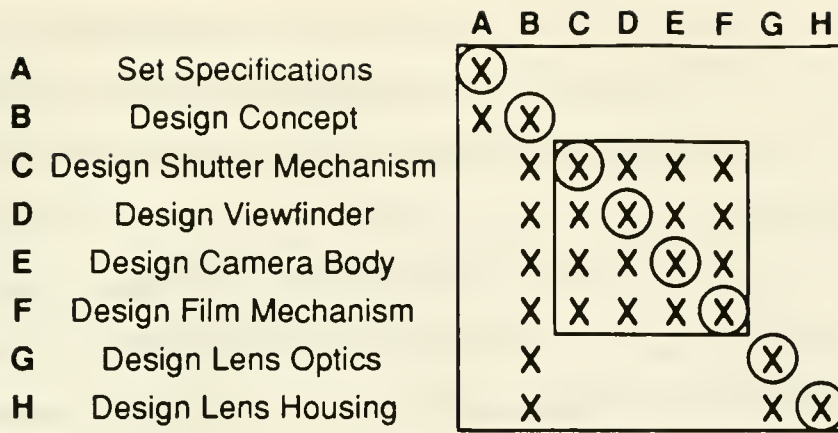 A B C D E F G H
A Set Specifications X
B Design Concept X X
C Design Shutter Mechanism X X X X X
D Design Viewfinder X X X X X
E Design Camera Body X X X X X
F Design Film Mechanism X X X X X
G Design Lens Optics X X
H Design Lens Housing X X X